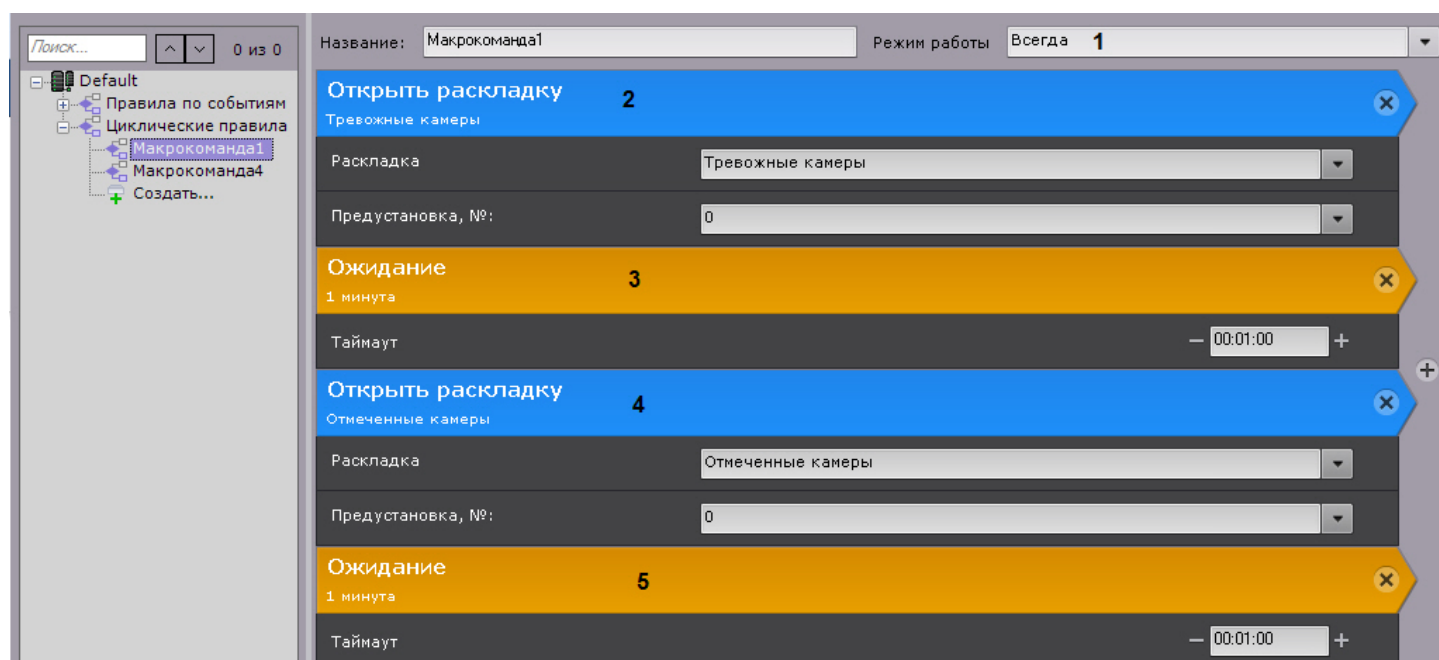 Поиск...
0 из 0
Default
Правила по событиям
Циклические правила
Макрокоманда1
Макрокоманда4
Создать...
Название: Макрокоманда1 Режим работы Всегда 1
Открыть раскладку 2
Тревожные камеры
Раскладка Тревожные камеры
Предустановка, №: 0
Ожидание 3
1 минута
Таймаут − 00:01:00 +
Открыть раскладку 4
Отмеченные камеры
Раскладка Отмеченные камеры
Предустановка, №: 0
Ожидание 5
1 минута
Таймаут − 00:01:00 +